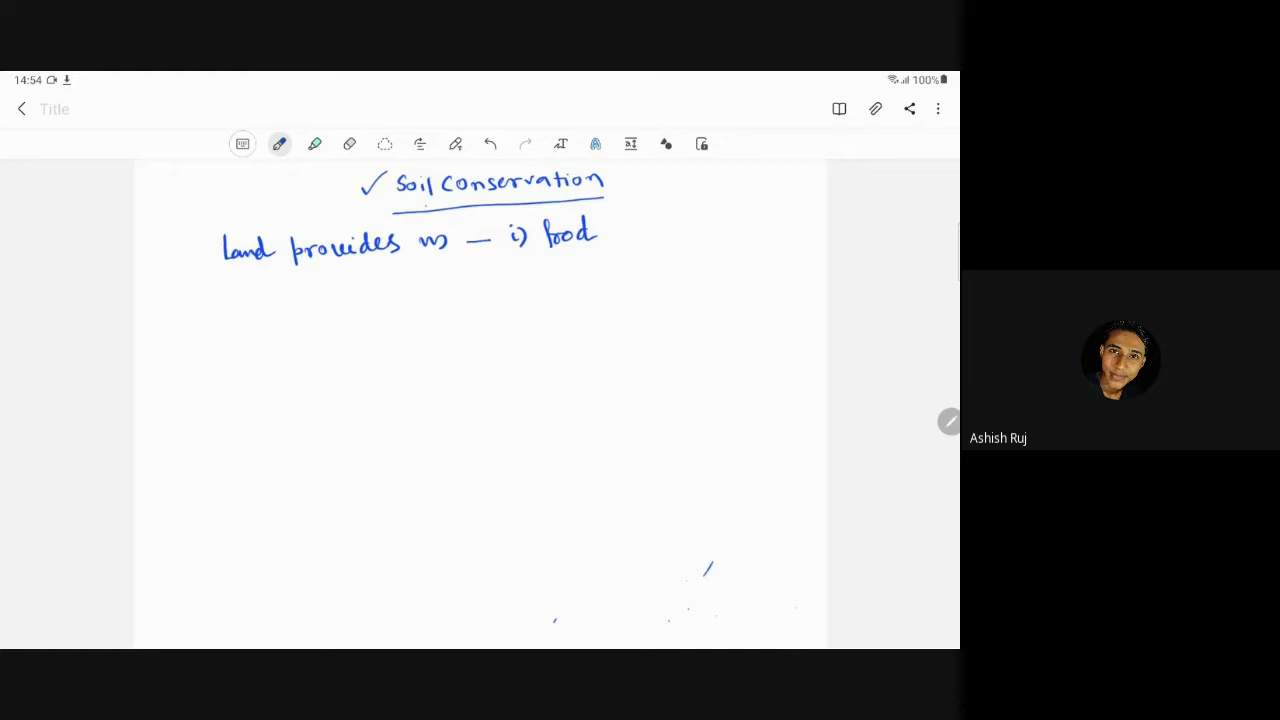 14:54
100%
Title
✓ Soil Conservation
Land provides us — i) food
Ashish Ruj